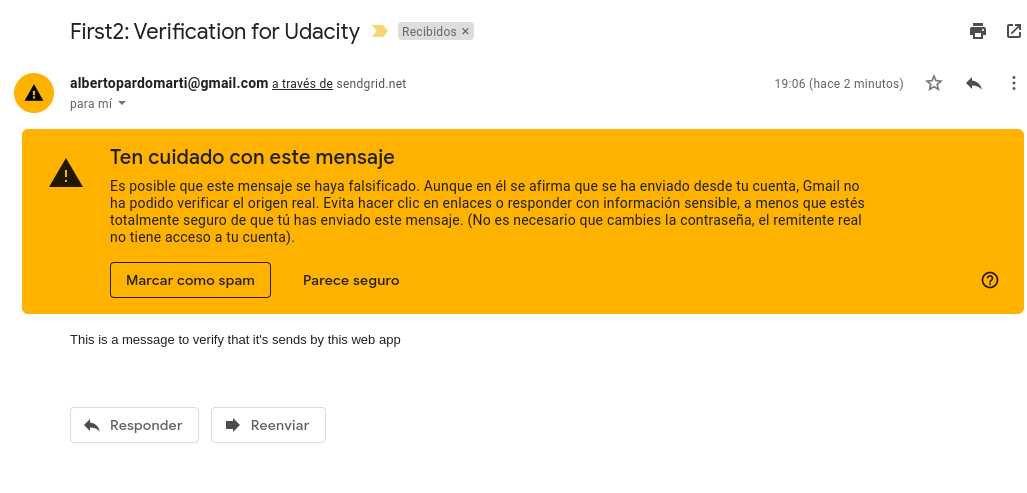 First2: Verification for Udacity
Recibidos ×
albertopardomarti@gmail.com a través de sendgrid.net
19:06 (hace 2 minutos)
para mí
Ten cuidado con este mensaje
Es posible que este mensaje se haya falsificado. Aunque en él se afirma que se ha enviado desde tu cuenta, Gmail no
ha podido verificar el origen real. Evita hacer clic en enlaces o responder con información sensible, a menos que estés
totalmente seguro de que tú has enviado este mensaje. (No es necesario que cambies la contraseña, el remitente real
no tiene acceso a tu cuenta).
Marcar como spam
Parece seguro
This is a message to verify that it's sends by this web app
Responder
Reenviar